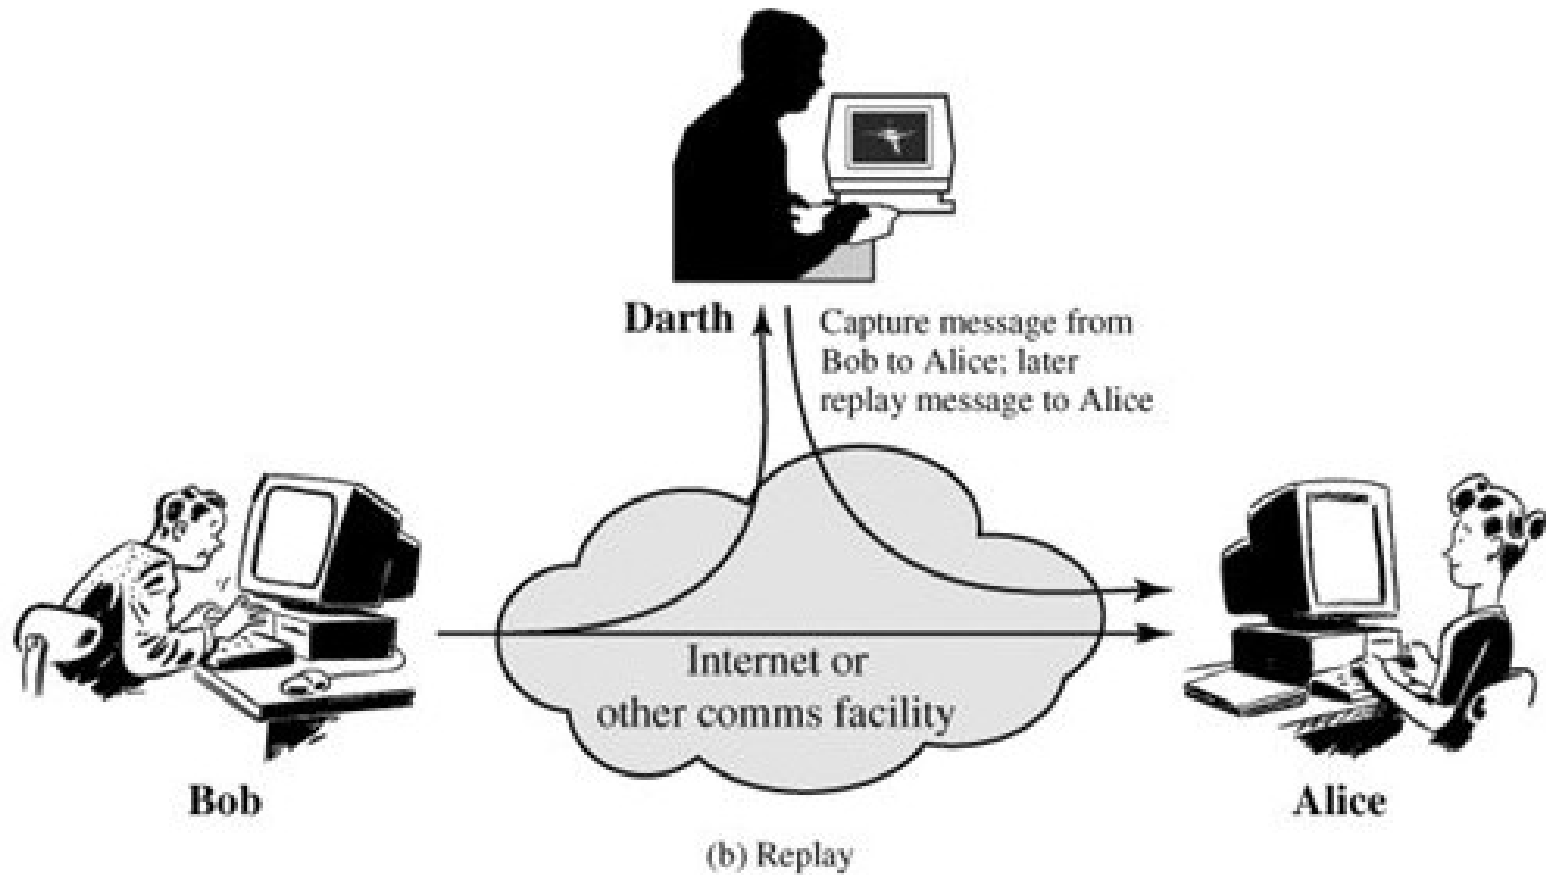 Darth
Capture message from
Bob to Alice; later
replay message to Alice
Internet or
other comms facility
Bob
Alice
(b) Replay